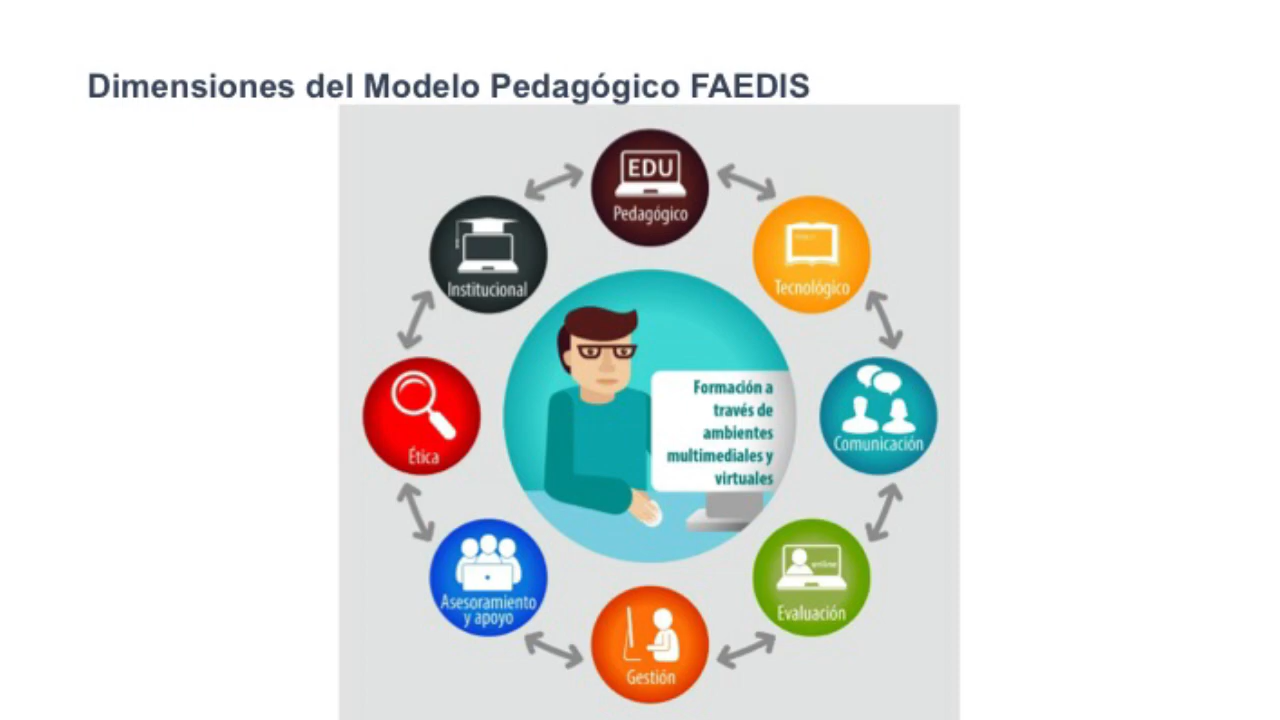 Dimensiones del Modelo Pedagógico FAEDIS
EDU
Pedagógico
Tecnológico
Comunicación
online
Evaluación
Gestión
Asesoramiento
y apoyo
Ética
Institucional
Formación a
través de
ambientes
multimediales y
virtuales